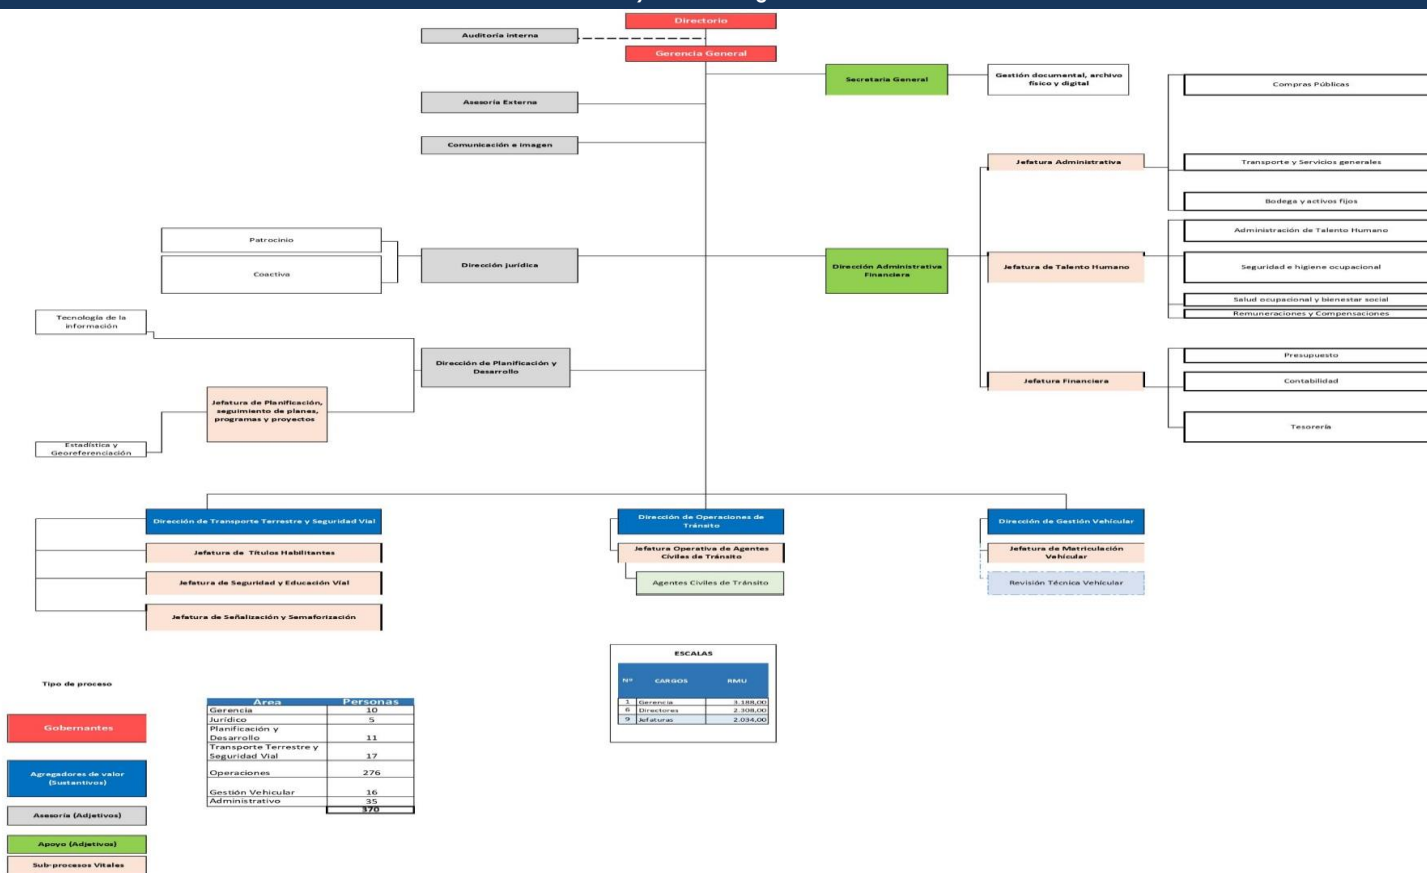 Directorio
Auditoría interna
Gerencia General
Secretaria General
Gestión documental, archivo
físico y digital
Compras Públicas
Asesoría Externa
Comunicación e imagen
Jefatura Administrativa
Transporte y Servicios generales
Bodega y activos fijos
Patrocinio
Administración de Talento Humano
Coactiva
Dirección jurídica
Dirección Administrativa
Financiera
Jefatura de Talento Humano
Seguridad e higiene ocupacional
Salud ocupacional y bienestar social
Remuneraciones y Compensaciones
Tecnología de la
información
Dirección de Planificación y
Desarrollo
Presupuesto
Jefatura Financiera
Contabilidad
Jefatura de Planificación,
seguimiento de planes,
programas y proyectos
Tesorería
Estadística y
Georeferenciación
Dirección de Transporte Terrestre y Seguridad Vial
Dirección de Operaciones de
Tránsito
Dirección de Gestión Vehícular
Jefatura de Títulos Habilitantes
Jefatura Operativa de Agentes
Civiles de Tránsito
Jefatura de Matriculación
Vehícular
Jefatura de Seguridad y Educación Vial
Agentes Civiles de Tránsito
Revisión Técnica Vehícular
Jefatura de Señalización y Semaforización
ESCALAS
Nº CARGOS RMU
1 Gerencia 3.188,00
6 Directores 2.308,00
9 Jefaturas 2.034,00
Tipo de proceso
Gobernantes
Agregadores de valor
(Sustantivos)
Asesoría (Adjetivos)
Apoyo (Adjetivos)
Sub-procesos Vitales
Área Personas
Gerencia 10
Jurídico 5
Planificación y
Desarrollo 11
Transporte Terrestre y
Seguridad Vial 17
Operaciones 276
Gestión Vehicular 16
Administrativo 35
370